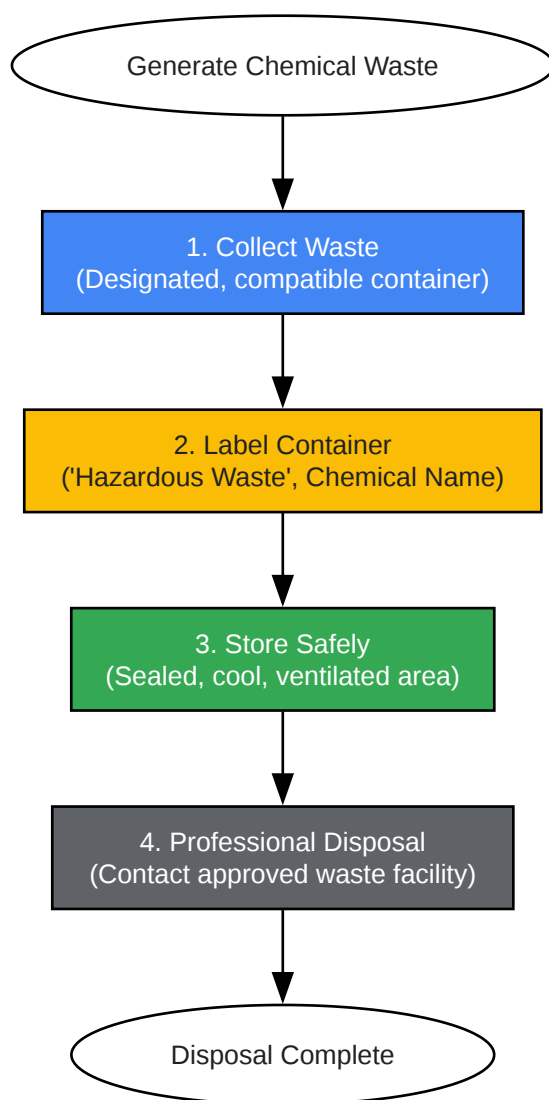 Generate Chemical Waste
1. Collect Waste
(Designated, compatible container)
2. Label Container
('Hazardous Waste', Chemical Name)
3. Store Safely
(Sealed, cool, ventilated area)
4. Professional Disposal
(Contact approved waste facility)
Disposal Complete